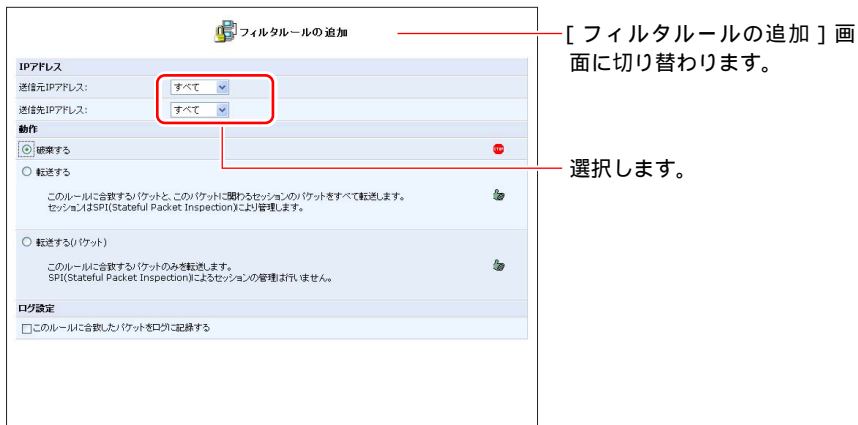 フィルタルールの追加
[フィルタルールの追加]画
面に切り替わります。
IPアドレス
送信元IPアドレス:
すべて
送信先IPアドレス:
すべて
動作
破棄する
STOP
選択します。
転送する
このルールに合致するパケットと、このパケットに関わるセッションのパケットをすべて転送します。
セッションはSPI(Stateful Packet Inspection)により管理します。
転送する(パケット)
このルールに合致するパケットのみを転送します。
SPI(Stateful Packet Inspection)によるセッションの管理は行いません。
ログ設定
このルールに合致したパケットをログに記録する